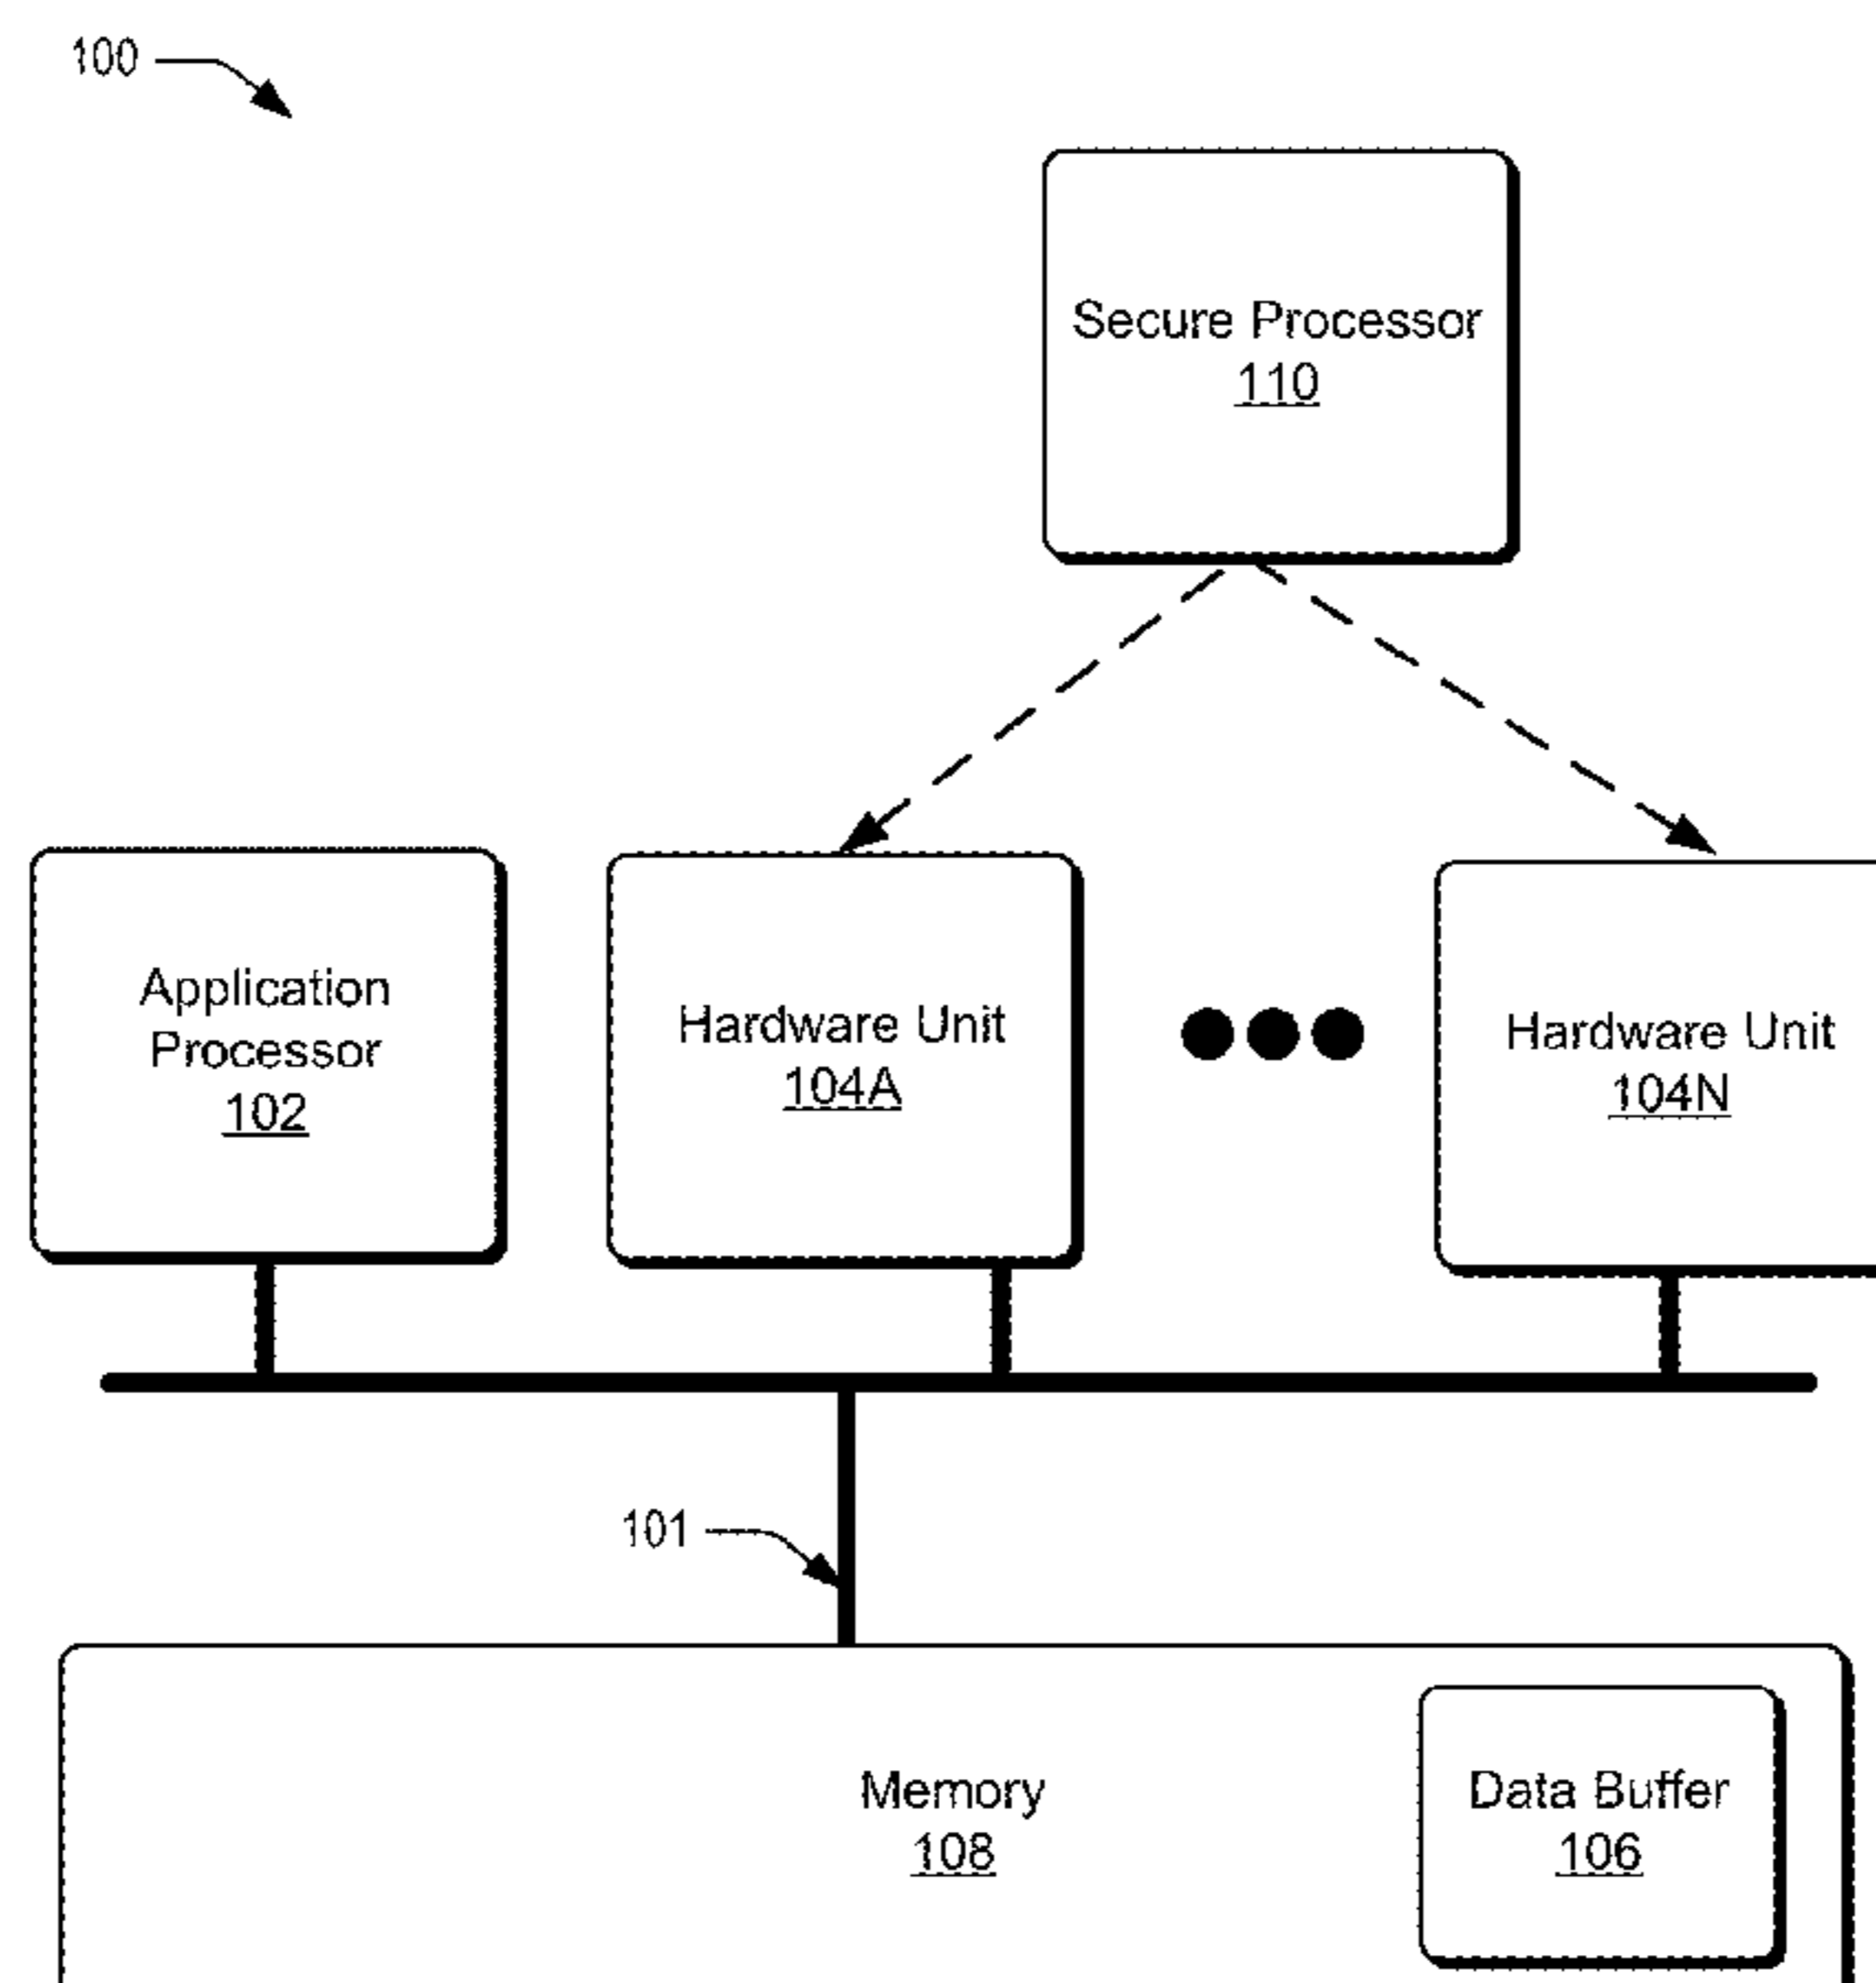 100
Secure Processor
110
Application
Processor
102
Hardware Unit
104A
Hardware Unit
104N
101
Memory
108
Data Buffer
106